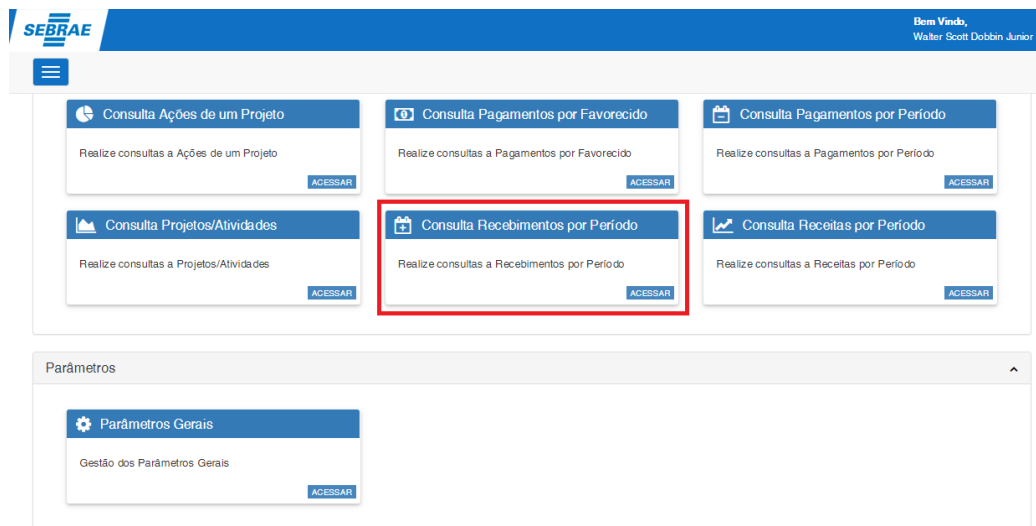 SEBRAE
Bem Vindo,
Walter Scott Dobbin Junior
Consulta Ações de um Projeto
Realize consultas a Ações de um Projeto
ACESSAR
Consulta Pagamentos por Favorecido
Realize consultas a Pagamentos por Favorecido
ACESSAR
Consulta Pagamentos por Período
Realize consultas a Pagamentos por Período
ACESSAR
Consulta Projetos/Atividades
Realize consultas a Projetos/Atividades
ACESSAR
Consulta Recebimentos por Período
Realize consultas a Recebimentos por Período
ACESSAR
Consulta Receitas por Período
Realize consultas a Receitas por Período
ACESSAR
Parâmetros
Parâmetros Gerais
Gestão dos Parâmetros Gerais
ACESSAR